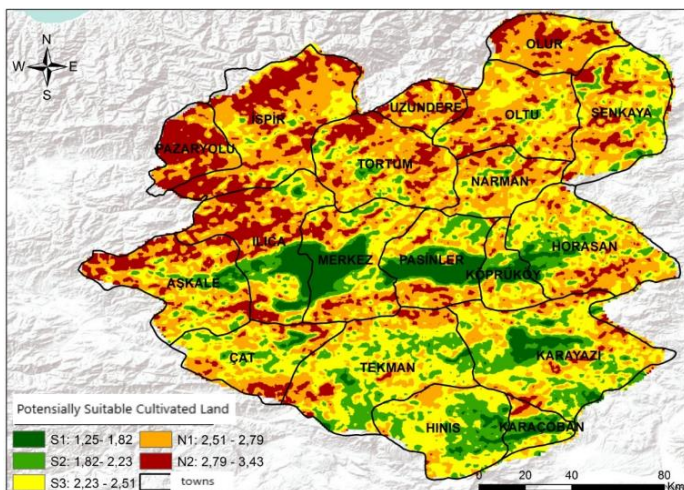 N
W E
S
OLUR
UZUNDERE
İSPİR
OLTU
ŞENKAYA
PAZARYOLU
TORTUM
NARMAN
ILICA
HORASAN
MERKEZ
PASİNLER
KÖPRÜKÖY
AŞKALE
ÇAT
TEKMAN
KARAYAZI
HINIS
KARAÇOBAN
Potensially Suitable Cultivated Land
S1: 1,25- 1,82
N1: 2,51 - 2,79
S2: 1,82- 2,23
N2: 2,79 - 3,43
S3: 2,23 - 2,51
towns
0 20 40 80
Km